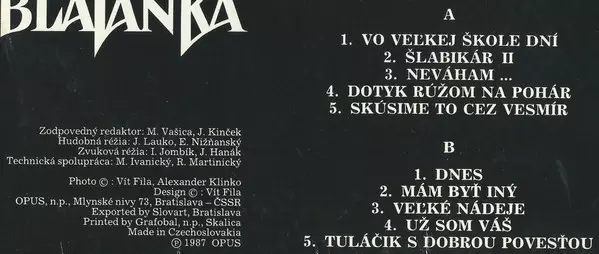 BLATANKA
Zodpovedný redaktor: M. Vašica, J. Kinček
Hudobná réžia: J. Lauko, E. Nižňanský
Zvuková réžia: I. Jombík, J. Hanák
Technická spolupráca: M. Ivanický, R. Martinický
Photo ©: Vít Fila, Alexander Klinko
Design ©: Vít Fila
OPUS, n.p., Mlynské nivy 73, Bratislava – ČSSR
Exported by Slovart, Bratislava
Printed by Grafobal, n.p., Skalica
Made in Czechoslovakia
℗ 1987 OPUS
A
1. VO VEĽKEJ ŠKOLE DNÍ
2. ŠLABIKÁR II
3. NEVÁHAM ...
4. DOTYK RÚŽOM NA POHÁR
5. SKÚSIME TO CEZ VESMÍR
B
1. DNES
2. MÁM BYŤ INÝ
3. VEĽKÉ NÁDEJE
4. UŽ SOM VÁŠ
5. TULÁČIK S DOBROU POVESŤOU